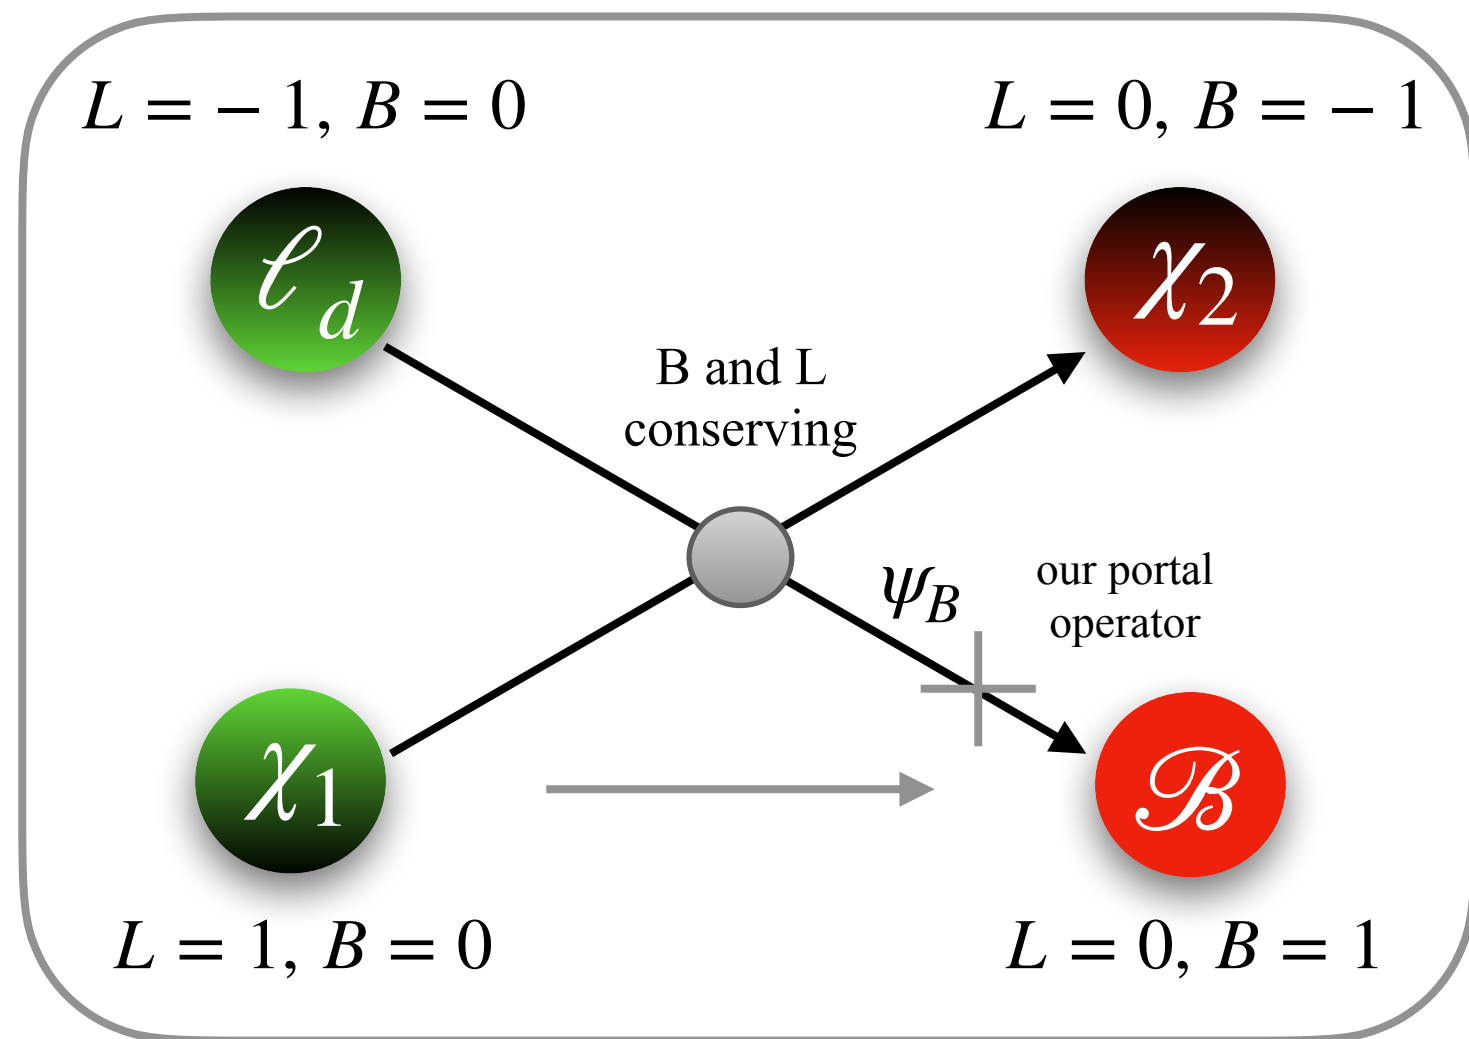 L = − 1, B = 0
L = 0, B = − 1
ℓd
χ2
B and L
conserving
ψB
our portal
operator
χ1
ℬ
L = 1, B = 0
L = 0, B = 1